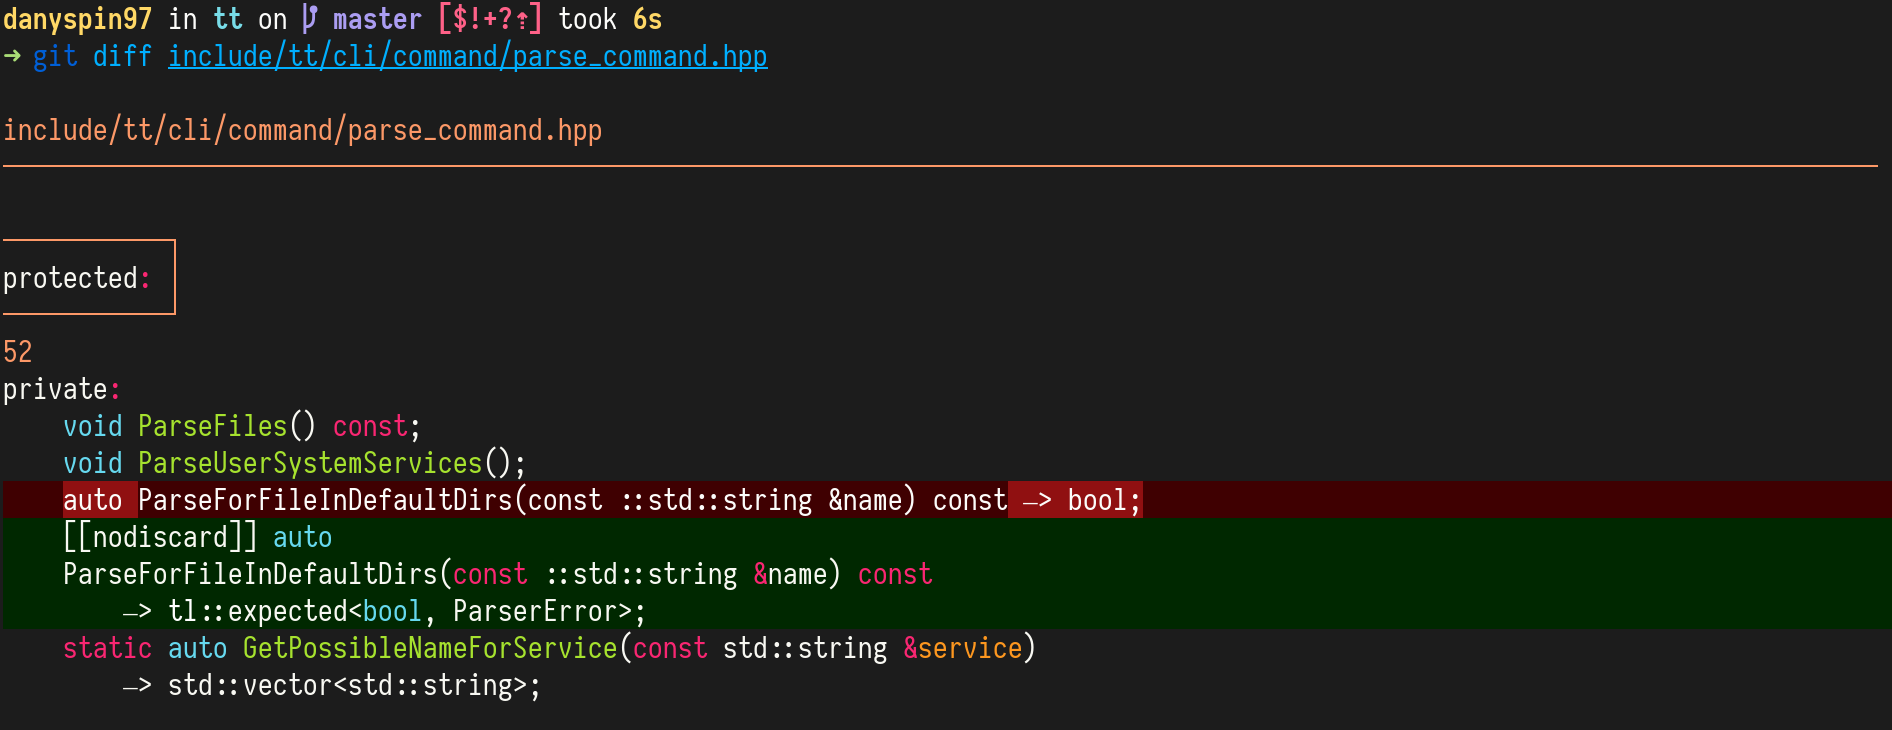 danyspin97 in tt on master [$!+?⇡] took 6s
➜ git diff include/tt/cli/command/parse_command.hpp
include/tt/cli/command/parse_command.hpp
protected:
52
private:
    void ParseFiles() const;
    void ParseUserSystemServices();
    auto ParseForFileInDefaultDirs(const ::std::string &name) const -> bool;
    [[nodiscard]] auto
    ParseForFileInDefaultDirs(const ::std::string &name) const
        -> tl::expected<bool, ParserError>;
    static auto GetPossibleNameForService(const std::string &service)
        -> std::vector<std::string>;